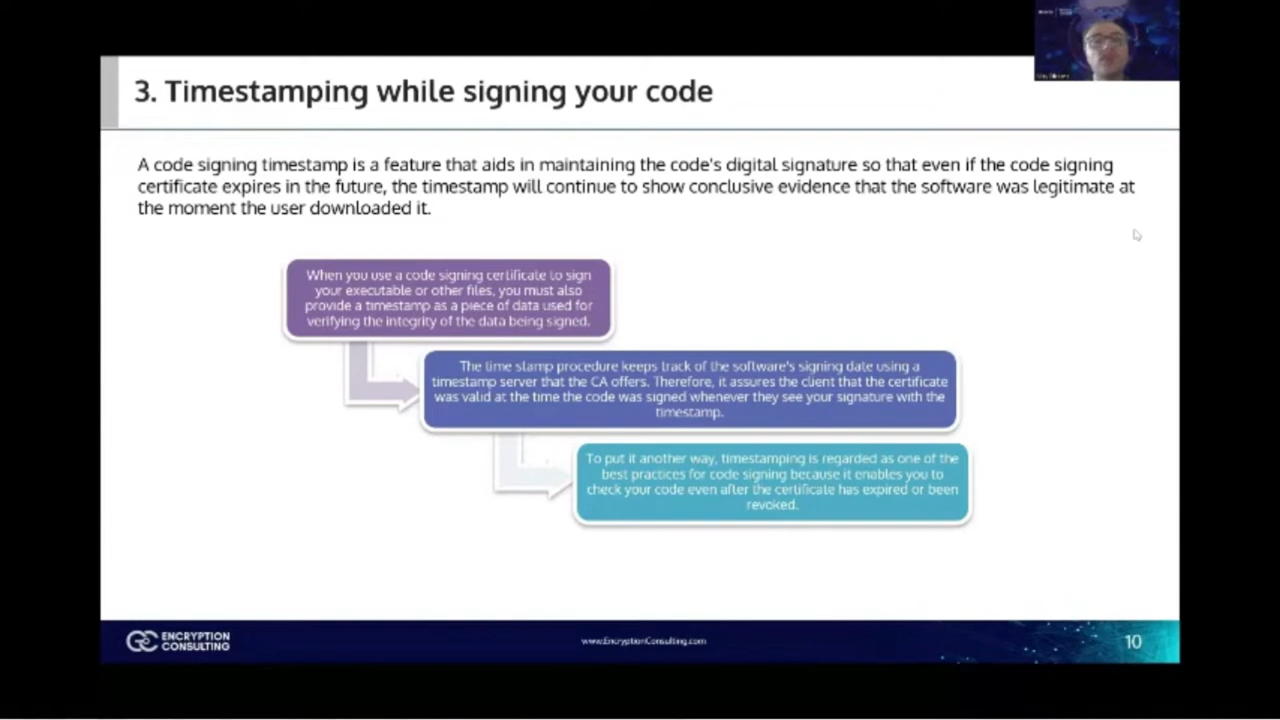 3. Timestamping while signing your code
A code signing timestamp is a feature that aids in maintaining the code's digital signature so that even if the code signing
certificate expires in the future, the timestamp will continue to show conclusive evidence that the software was legitimate at
the moment the user downloaded it.
When you use a code signing certificate to sign
your executable or other files, you must also
provide a timestamp as a piece of data used for
verifying the integrity of the data being signed.
The time stamp procedure keeps track of the software's signing date using a
timestamp server that the CA offers. Therefore, it assures the client that the certificate
was valid at the time the code was signed whenever they see your signature with the
timestamp.
To put it another way, timestamping is regarded as one of the
best practices for code signing because it enables you to
check your code even after the certificate has expired or been
revoked.
ENCRYPTION
CONSULTING
www.EncryptionConsulting.com
10